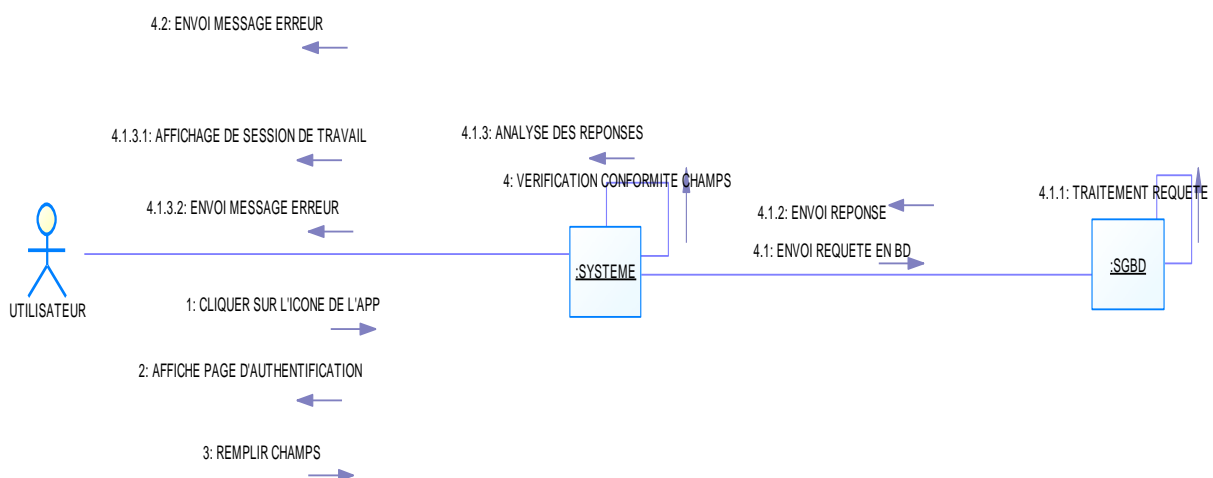 4.2: ENVOI MESSAGE ERREUR
4.1.3.1: AFFICHAGE DE SESSION DE TRAVAIL
4.1.3: ANALYSE DES REPONSES
4: VERIFICATION CONFORMITE CHAMPS
4.1.1: TRAITEMENT REQUETE
4.1.3.2: ENVOI MESSAGE ERREUR
4.1.2: ENVOI REPONSE
4.1: ENVOI REQUETE EN BD
:SYSTEME
:SGBD
UTILISATEUR
1: CLIQUER SUR L'ICONE DE L'APP
2: AFFICHE PAGE D'AUTHENTIFICATION
3: REMPLIR CHAMPS